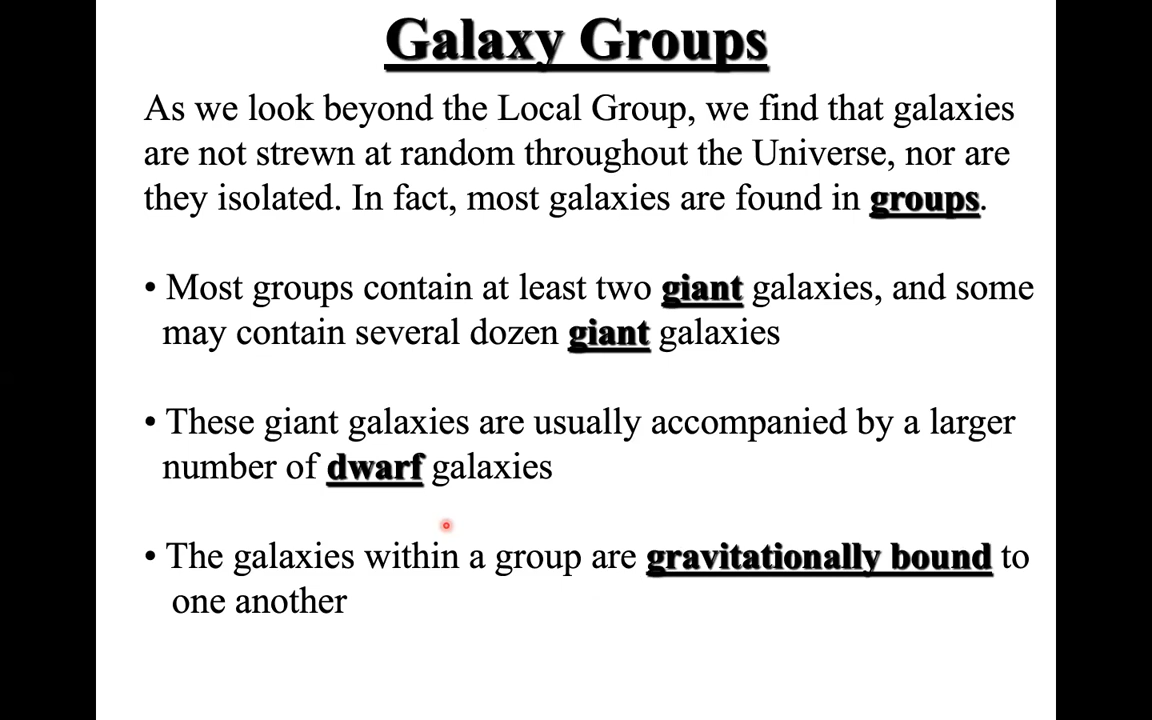 Galaxy Groups
As we look beyond the Local Group, we find that galaxies
are not strewn at random throughout the Universe, nor are
they isolated. In fact, most galaxies are found in groups.
• Most groups contain at least two giant galaxies, and some
may contain several dozen giant galaxies
• These giant galaxies are usually accompanied by a larger
number of dwarf galaxies
• The galaxies within a group are gravitationally bound to
one another